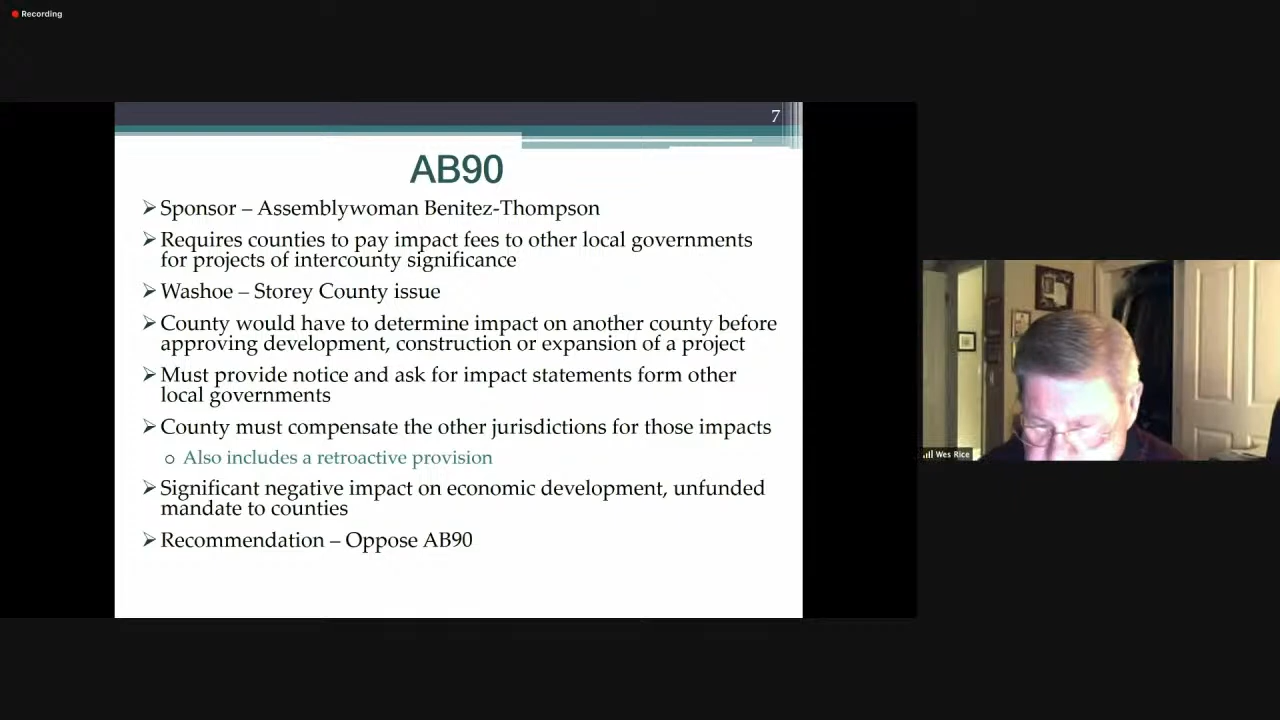 Recording
7
AB90
Sponsor – Assemblywoman Benitez-Thompson
Requires counties to pay impact fees to other local governments
for projects of intercounty significance
Washoe – Storey County issue
County would have to determine impact on another county before
approving development, construction or expansion of a project
Must provide notice and ask for impact statements form other
local governments
County must compensate the other jurisdictions for those impacts
Also includes a retroactive provision
Significant negative impact on economic development, unfunded
mandate to counties
Recommendation – Oppose AB90
Wes Rice